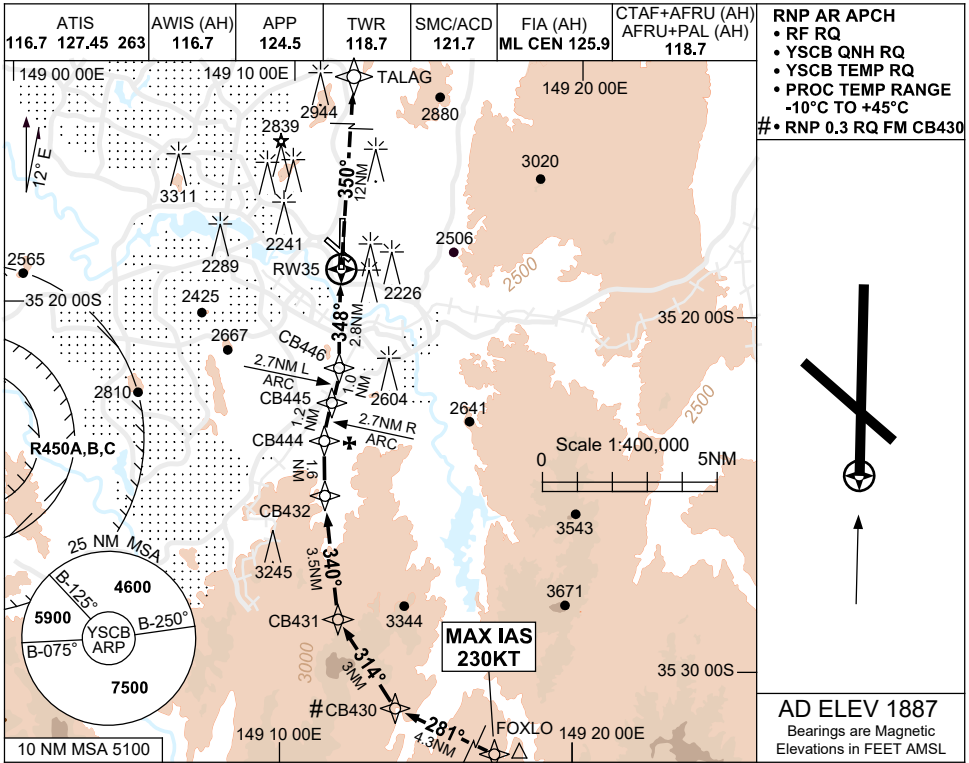 ATIS
116.7 127.45 263
AWIS (AH)
116.7
APP
124.5
TWR
118.7
SMC/ACD
121.7
FIA (AH)
ML CEN 125.9
CTAF+AFRU (AH)
AFRU+PAL (AH)
118.7
RNP AR APCH
• RF RQ
• YSCB QNH RQ
• YSCB TEMP RQ
• PROC TEMP RANGE
-10°C TO +45°C
#• RNP 0.3 RQ FM CB430
149 00 00E
149 10 00E
149 20 00E
TALAG
2944
2880
2839
12° E
3311
350°
12NM
3020
2241
2289
2506
2565
RW35
2226
2500
35 20 00S
35 20 00S
2425
348°
2.8NM
2667
CB446
2.7NM L
ARC
1.0
NM
2604
2810
CB445
2500
1.2
NM
2.7NM R
ARC
2641
R450A,B,C
CB444
Scale 1:400,000
0
5NM
1.6
NM
CB432
3543
25 NM MSA
3245
340°
3.5NM
B-125°
4600
5900
YSCB
ARP
B-250°
B-075°
7500
CB431
3344
3671
MAX IAS
230KT
3000
314°
3NM
35 30 00S
#CB430
281°
4.3NM
FOXLO
149 10 00E
149 20 00E
10 NM MSA 5100
AD ELEV 1887
Bearings are Magnetic
Elevations in FEET AMSL